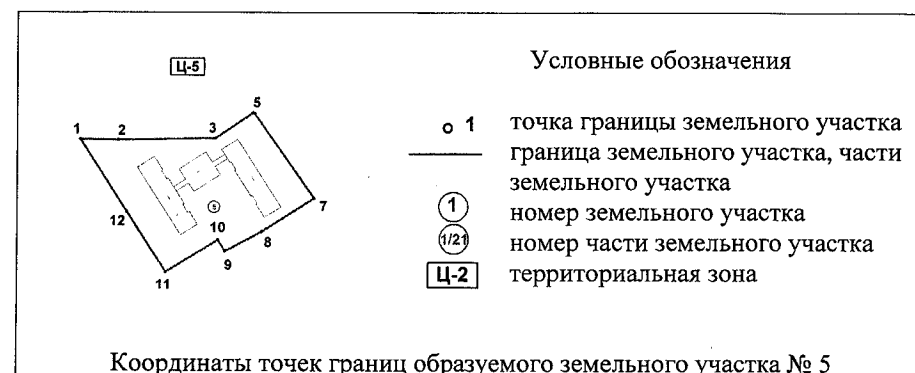 Ц-5
Условные обозначения
5
1
2
3
○ 1 точка границы земельного участка
граница земельного участка, части
земельного участка
7
12
5
10
8
9
11
1 номер земельного участка
1/21 номер части земельного участка
Ц-2 территориальная зона
Координаты точек границ образуемого земельного участка № 5